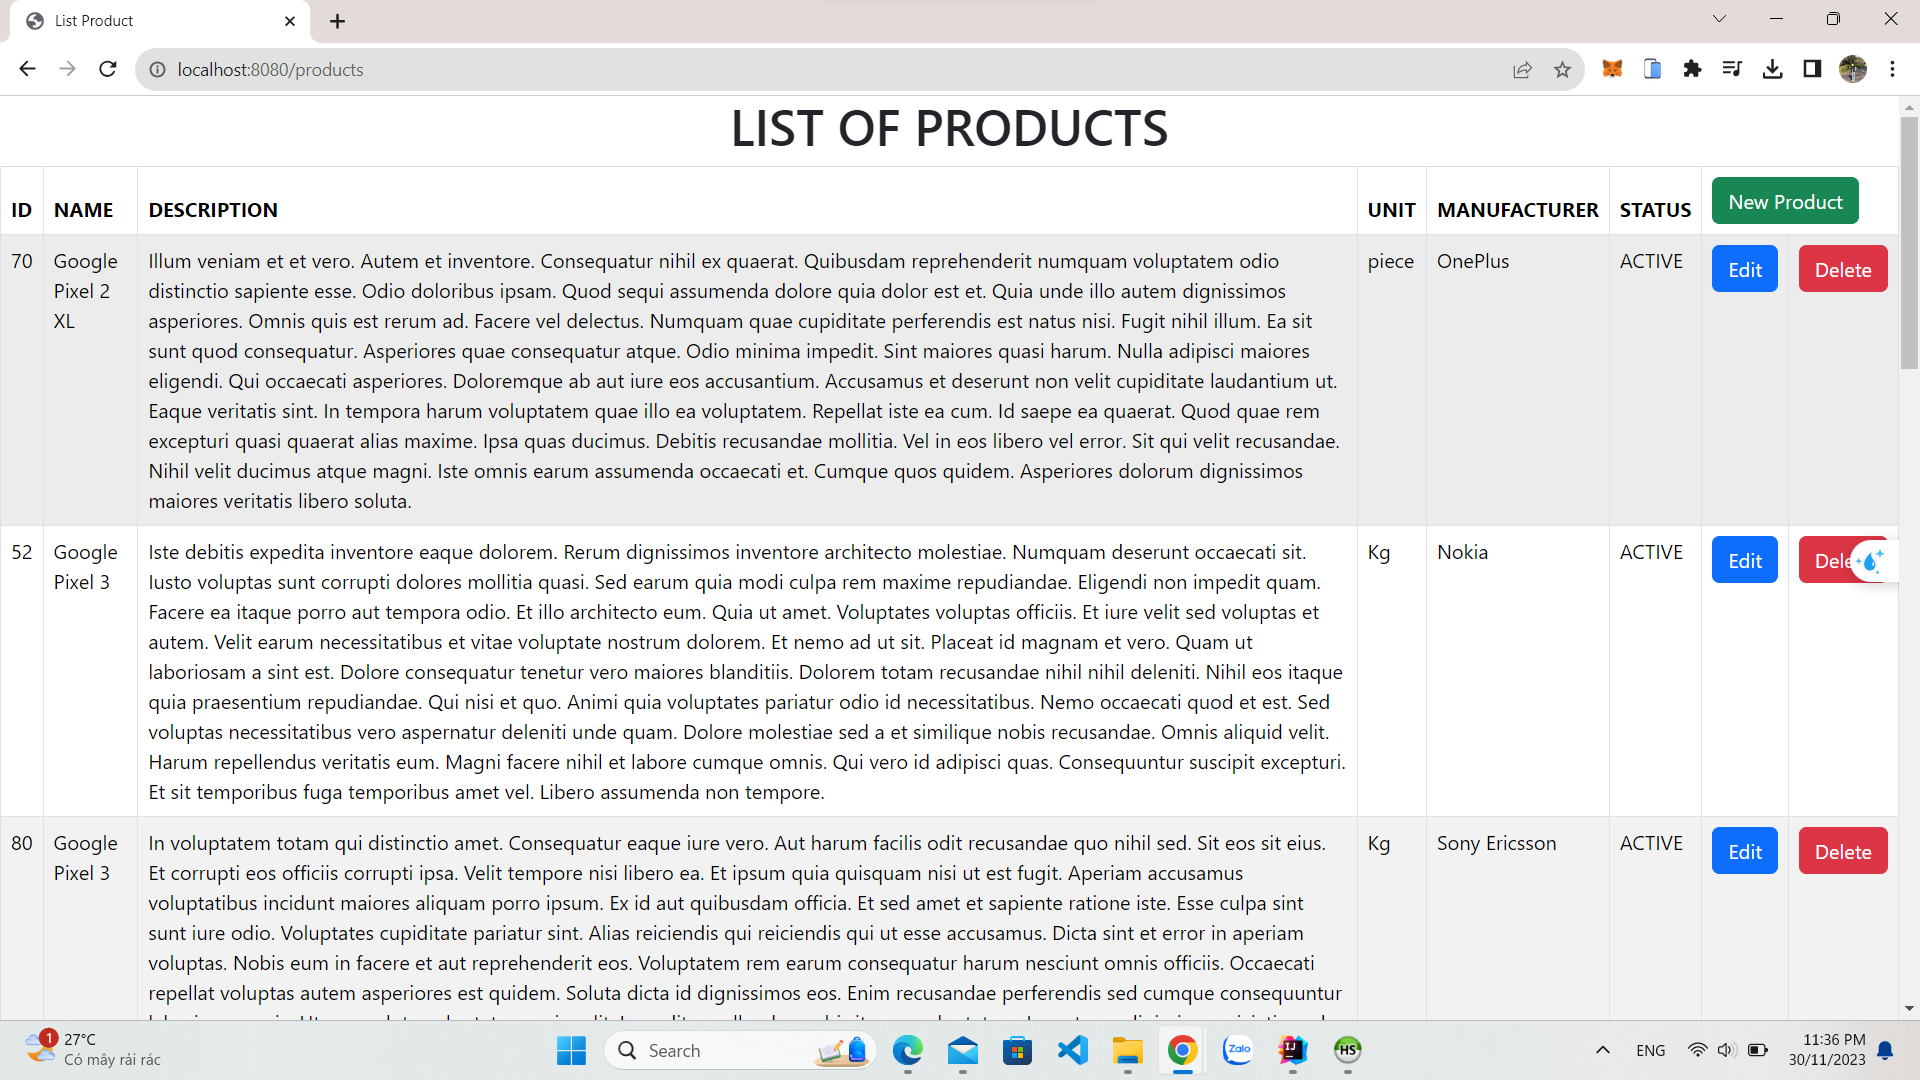 List Product
localhost:8080/products
LIST OF PRODUCTS
ID NAME DESCRIPTION UNIT MANUFACTURER STATUS New Product
70 Google Pixel 2 XL
Illum veniam et et vero. Autem et inventore. Consequatur nihil ex quaerat. Quibusdam reprehenderit numquam voluptatem odio
distinctio sapiente esse. Odio doloribus ipsam. Quod sequi assumenda dolore quia dolor est et. Quia unde illo autem dignissimos
asperiores. Omnis quis est rerum ad. Facere vel delectus. Numquam quae cupiditate perferendis est natus nisi. Fugit nihil illum. Ea sit
sunt quod consequatur. Asperiores quae consequatur atque. Odio minima impedit. Sint maiores quasi harum. Nulla adipisci maiores
eligendi. Qui occaecati asperiores. Doloremque ab aut iure eos accusantium. Accusamus et deserunt non velit cupiditate laudantium ut.
Eaque veritatis sint. In tempora harum voluptatem quae illo ea voluptatem. Repellat iste ea cum. Id saepe ea quaerat. Quod quae rem
excepturi quasi quaerat alias maxime. Ipsa quas ducimus. Debitis recusandae mollitia. Vel in eos libero vel error. Sit qui velit recusandae.
Nihil velit ducimus atque magni. Iste omnis earum assumenda occaecati et. Cumque quos quidem. Asperiores dolorum dignissimos
maiores veritatis libero soluta.
piece OnePlus ACTIVE Edit Delete
52 Google Pixel 3
Iste debitis expedita inventore eaque dolorem. Rerum dignissimos inventore architecto molestiae. Numquam deserunt occaecati sit.
Iusto voluptas sunt corrupti dolores mollitia quasi. Sed earum quia modi culpa rem maxime repudiandae. Eligendi non impedit quam.
Facere ea itaque porro aut tempora odio. Et illo architecto eum. Quia ut amet. Voluptates voluptas officiis. Et iure velit sed voluptas et
autem. Velit earum necessitatibus et vitae voluptate nostrum dolorem. Et nemo ad ut sit. Placeat id magnam et vero. Quam ut
laboriosam a sint est. Dolore consequatur tenetur vero maiores blanditiis. Dolorem totam recusandae nihil nihil deleniti. Nihil eos itaque
quia praesentium repudiandae. Qui nisi et quo. Animi quia voluptates pariatur odio id necessitatibus. Nemo occaecati quod et est. Sed
voluptas necessitatibus vero aspernatur deleniti unde quam. Dolore molestiae sed a et similique nobis recusandae. Omnis aliquid velit.
Harum repellendus veritatis eum. Magni facere nihil et labore cumque omnis. Qui vero id adipisci quas. Consequuntur suscipit excepturi.
Et sit temporibus fuga temporibus amet vel. Libero assumenda non tempore.
Kg Nokia ACTIVE Edit Dele
80 Google Pixel 3
In voluptatem totam qui distinctio amet. Consequatur eaque iure vero. Aut harum facilis odit recusandae quo nihil sed. Sit eos sit eius.
Et corrupti eos officiis corrupti ipsa. Velit tempore nisi libero ea. Et ipsum quia quisquam nisi ut est fugit. Aperiam accusamus
voluptatibus incidunt maiores aliquam porro ipsum. Ex id aut quibusdam officia. Et sed amet et sapiente ratione iste. Esse culpa sint
sunt iure odio. Voluptates cupiditate pariatur sint. Alias reiciendis qui reiciendis qui ut esse accusamus. Dicta sint et error in aperiam
voluptas. Nobis eum in facere et aut reprehenderit eos. Voluptatem rem earum consequatur harum nesciunt omnis officiis. Occaecati
repellat voluptas autem asperiores est quidem. Soluta dicta id dignissimos eos. Enim recusandae perferendis sed cumque consequuntur
Kg Sony Ericsson ACTIVE Edit Delete
1
27°C
Có mây rải rác
Search
Zalo
IJ
HS
ENG
11:36 PM
30/11/2023